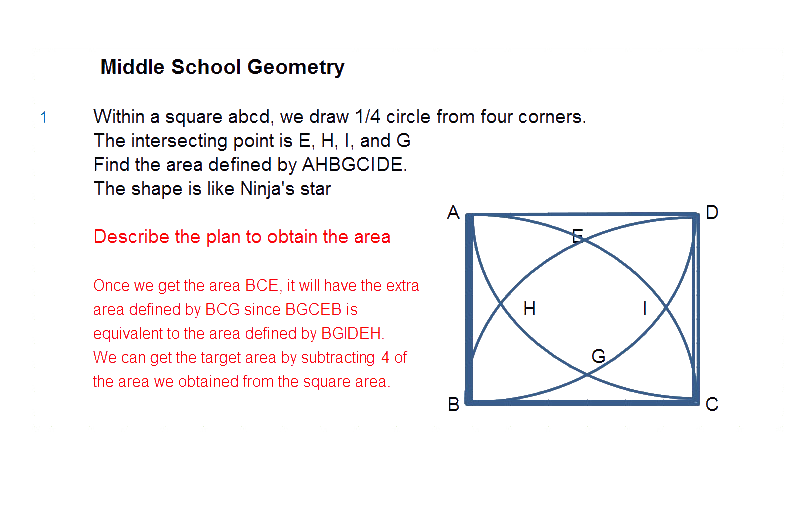 Middle School Geometry
1 Within a square abcd, we draw 1/4 circle from four corners.
The intersecting point is E, H, I, and G
Find the area defined by AHBGCIDE.
The shape is like Ninja's star
A
D
Describe the plan to obtain the area
E
Once we get the area BCE, it will have the extra
area defined by BCG since BGCEB is
H
I
equivalent to the area defined by BGIDEH.
We can get the target area by subtracting 4 of
G
the area we obtained from the square area.
B
C